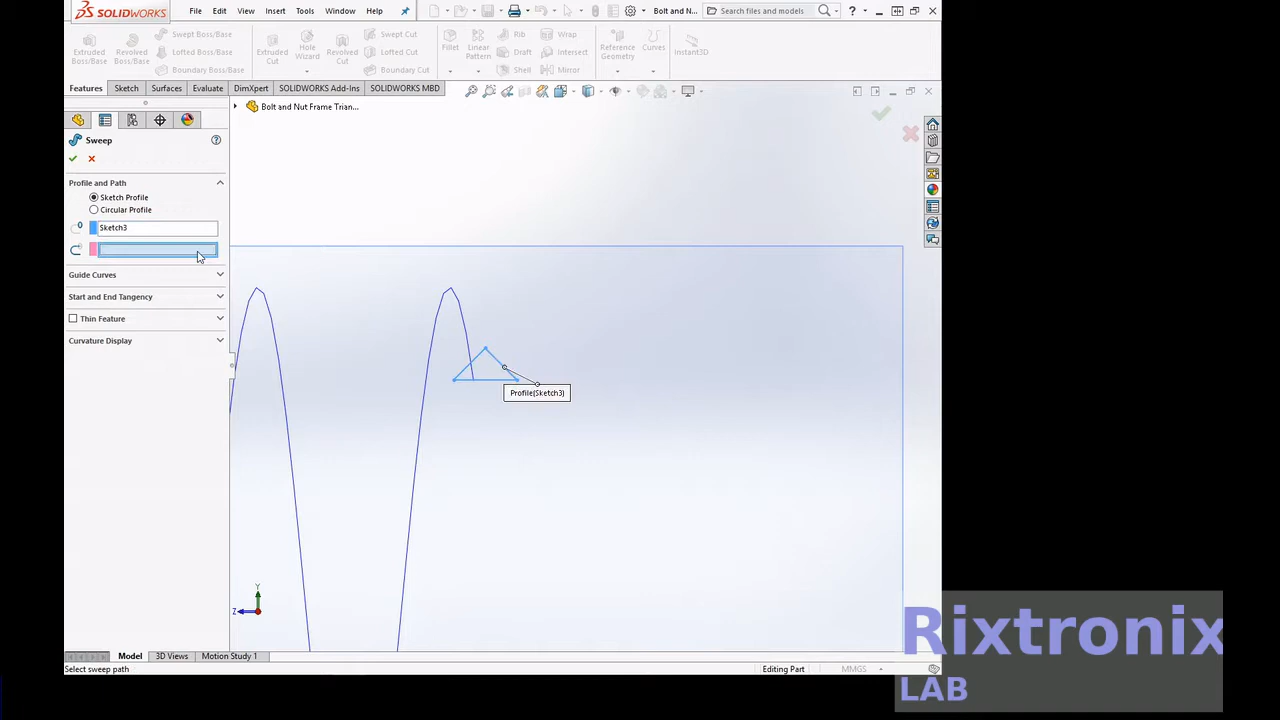 SOLIDWORKS File Edit View Insert Tools Window Help Bolt and N... Search files and models ?
Extruded Boss/Base Revolved Boss/Base Swept Boss/Base Lofted Boss/Base Boundary Boss/Base Extruded Cut Hole Wizard Revolved Cut Swept Cut Lofted Cut Boundary Cut Fillet Linear Pattern Rib Draft Shell Wrap Intersect Mirror Reference Geometry Curves Instant3D
Features Sketch Surfaces Evaluate DimXpert SOLIDWORKS Add-Ins SOLIDWORKS MBD
Bolt and Nut Frame Trian...
Sweep ?
Profile and Path
Sketch Profile
Circular Profile
Sketch3
Guide Curves
Start and End Tangency
Thin Feature
Curvature Display
Profile(Sketch3)
Y
Z
Model 3D Views Motion Study 1
Select sweep path Editing Part MMGS
Rixtronix
LAB